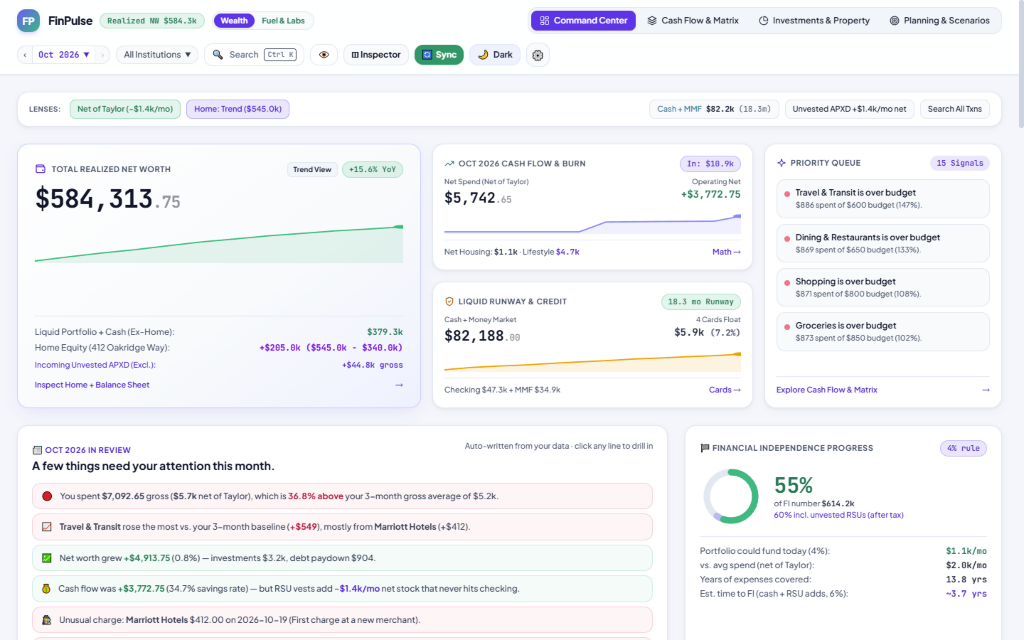 FP FinPulse Realized NW $584.3k Wealth Fuel & Labs Command Center Cash Flow & Matrix Investments & Property Planning & Scenarios
‹ Oct 2026 ▼ › All Institutions ▼ Search Ctrl K Inspector Sync Dark
LENSES: Net of Taylor (−$1.4k/mo) Home: Trend ($545.0k) Cash + MMF $82.2k (18.3m) Unvested APXD +$1.4k/mo net Search All Txns
TOTAL REALIZED NET WORTH Trend View +15.6% YoY
$584,313.75
Liquid Portfolio + Cash (Ex-Home): $379.3k
Home Equity (412 Oakridge Way): +$205.0k ($545.0k - $340.0k)
Incoming Unvested APXD (Excl.): +$44.8k gross
Inspect Home + Balance Sheet →
OCT 2026 CASH FLOW & BURN In: $10.9k
Net Spend (Net of Taylor) Operating Net
$5,742.65 +$3,772.75
Net Housing: $1.1k · Lifestyle $4.7k Math →
LIQUID RUNWAY & CREDIT 18.3 mo Runway
Cash + Money Market 4 Cards Float
$82,188.00 $5.9k (7.2%)
Checking $47.3k + MMF $34.9k Cards →
PRIORITY QUEUE 15 Signals
Travel & Transit is over budget
$886 spent of $600 budget (147%).
Dining & Restaurants is over budget
$869 spent of $650 budget (133%).
Shopping is over budget
$871 spent of $800 budget (108%).
Groceries is over budget
$873 spent of $850 budget (102%).
Explore Cash Flow & Matrix →
OCT 2026 IN REVIEW Auto-written from your data · click any line to drill in
A few things need your attention this month.
You spent $7,092.65 gross ($5.7k net of Taylor), which is 36.8% above your 3-month gross average of $5.2k.
Travel & Transit rose the most vs. your 3-month baseline (+$549), mostly from Marriott Hotels (+$412).
Net worth grew +$4,913.75 (0.8%) — investments $3.2k, debt paydown $904.
Cash flow was +$3,772.75 (34.7% savings rate) — but RSU vests add ~$1.4k/mo net stock that never hits checking.
Unusual charge: Marriott Hotels $412.00 on 2026-10-19 (First charge at a new merchant).
FINANCIAL INDEPENDENCE PROGRESS 4% rule
55%
of FI number $614.2k
60% incl. unvested RSUs (after tax)
Portfolio could fund today (4%): $1.1k/mo
vs. avg spend (net of Taylor): $2.0k/mo
Years of expenses covered: 13.8 yrs
Est. time to FI (cash + RSU adds, 6%): ~3.7 yrs